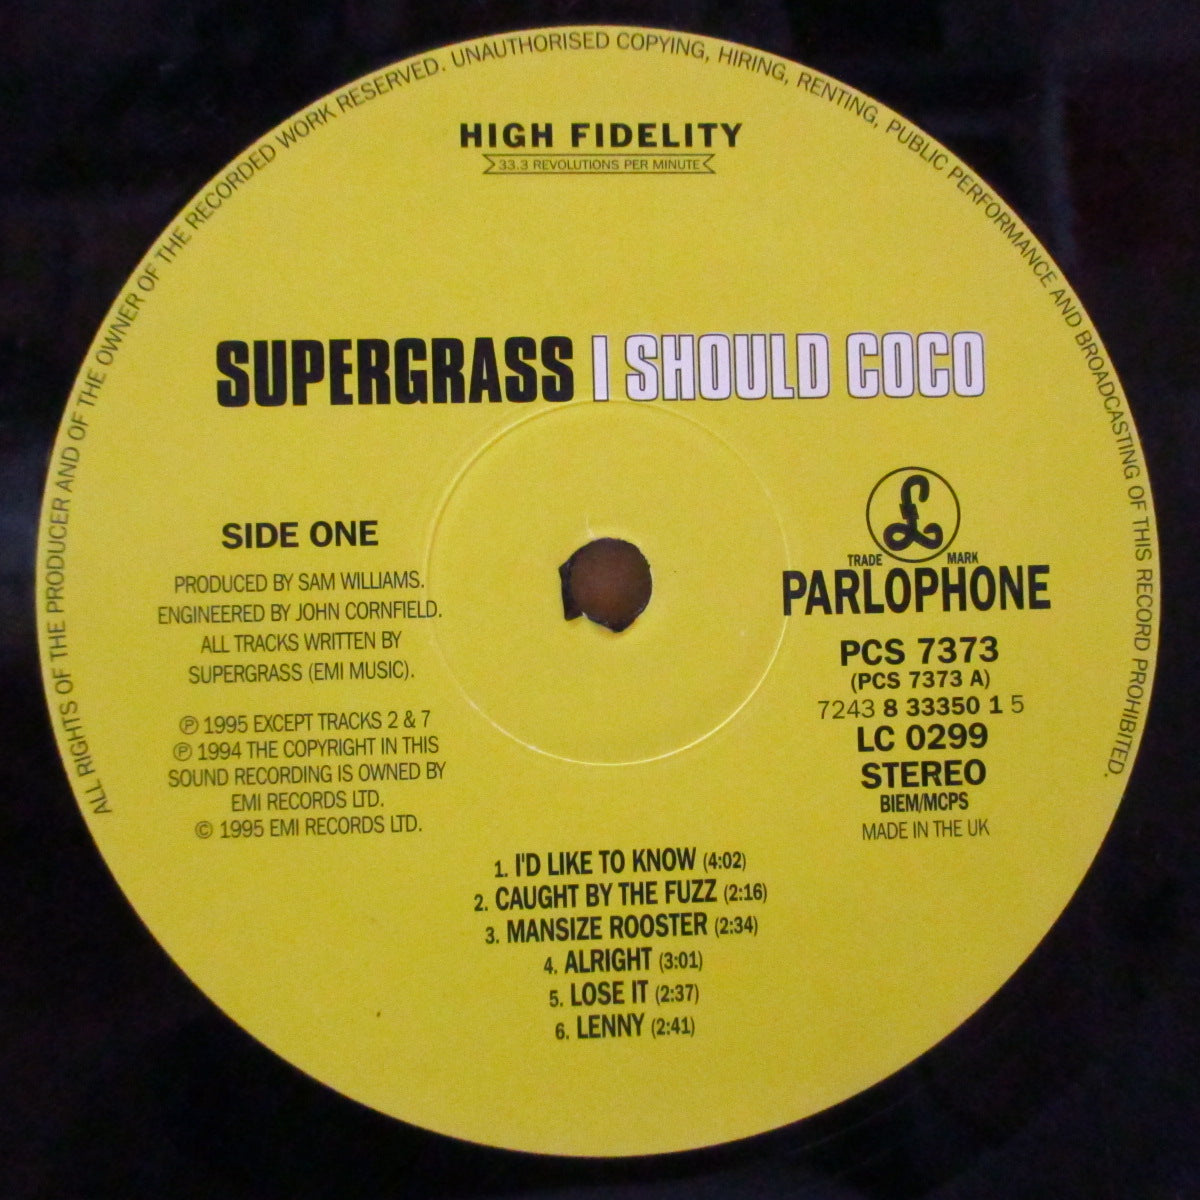 ALL RIGHTS OF THE PRODUCER AND OF THE OWNER OF THE RECORDED WORK RESERVED. UNAUTHORISED COPYING, HIRING, RENTING, PUBLIC PERFORMANCE AND BROADCASTING OF THIS RECORD PROHIBITED.
HIGH FIDELITY
33.3 REVOLUTIONS PER MINUTE
SUPERGRASS I SHOULD COCO
SIDE ONE
PRODUCED BY SAM WILLIAMS.
ENGINEERED BY JOHN CORNFIELD.
ALL TRACKS WRITTEN BY
SUPERGRASS (EMI MUSIC).
℗ 1995 EXCEPT TRACKS 2 & 7
℗ 1994 THE COPYRIGHT IN THIS
SOUND RECORDING IS OWNED BY
EMI RECORDS LTD.
© 1995 EMI RECORDS LTD.
£
TRADE MARK
PARLOPHONE
PCS 7373
(PCS 7373 A)
7243 8 33350 1 5
LC 0299
STEREO
BIEM/MCPS
MADE IN THE UK
1. I'D LIKE TO KNOW (4:02)
2. CAUGHT BY THE FUZZ (2:16)
3. MANSIZE ROOSTER (2:34)
4. ALRIGHT (3:01)
5. LOSE IT (2:37)
6. LENNY (2:41)